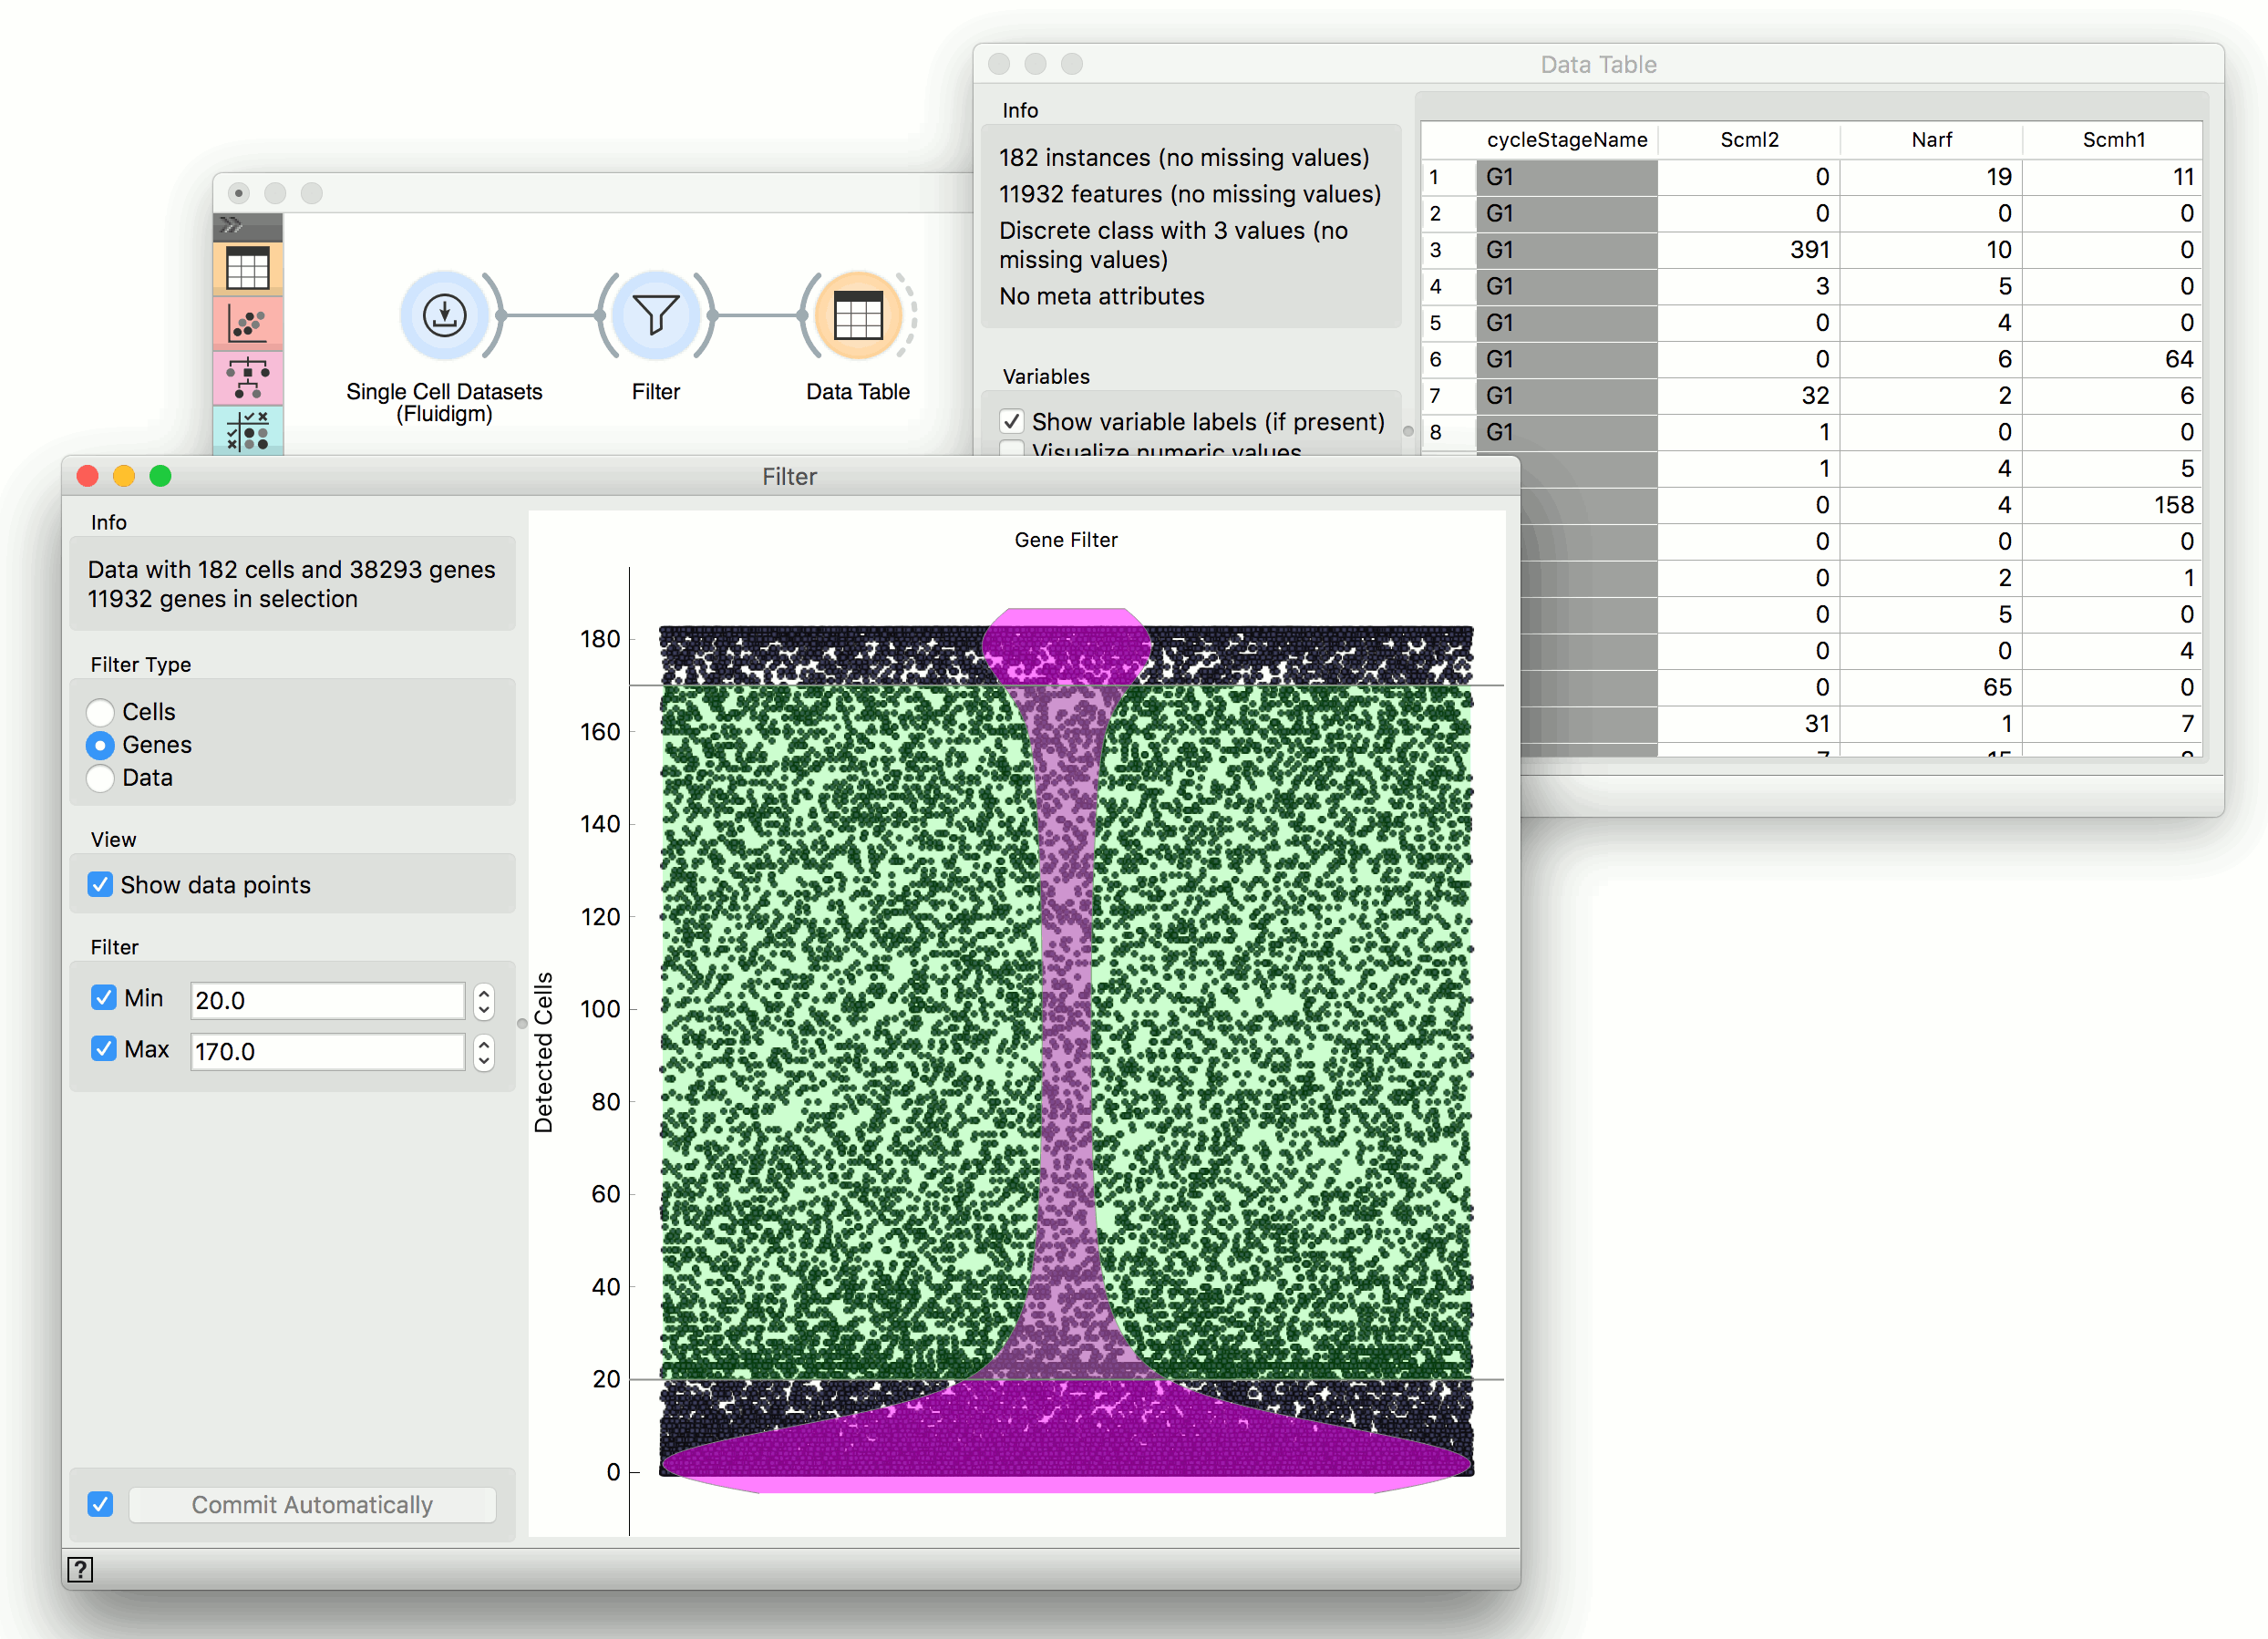 Data Table
Info
182 instances (no missing values)
11932 features (no missing values)
Discrete class with 3 values (no
missing values)
No meta attributes
Variables
Show variable labels (if present)
Visualize numeric values
cycleStageName Scml2 Narf Scmh1
1 G1 0 19 11
2 G1 0 0 0
3 G1 391 10 0
4 G1 3 5 0
5 G1 0 4 0
6 G1 0 6 64
7 G1 32 2 6
8 G1 1 0 0
1 4 5
0 4 158
0 0 0
0 2 1
0 5 0
0 0 4
0 65 0
31 1 7
Single Cell Datasets
(Fluidigm)
Filter
Data Table
Filter
Info
Data with 182 cells and 38293 genes
11932 genes in selection
Filter Type
Cells
Genes
Data
View
Show data points
Filter
Min 20.0
Max 170.0
Commit Automatically
?
Gene Filter
Detected Cells
180
160
140
120
100
80
60
40
20
0